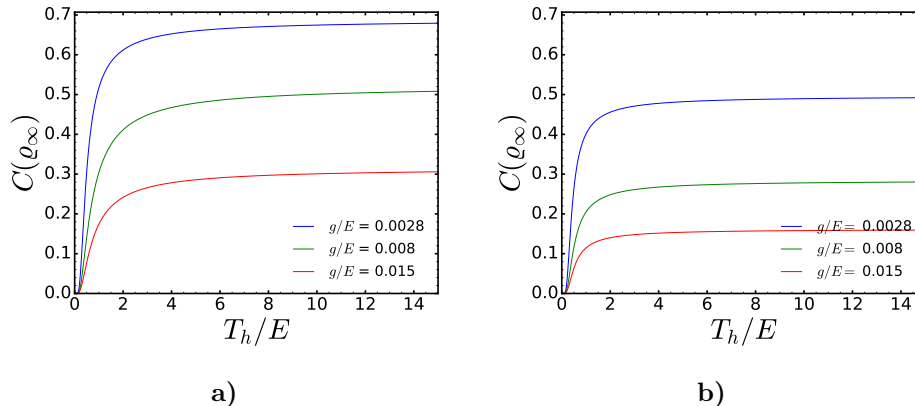 0.7
0.6
0.5
0.4
0.3
0.2
0.1
0.0
C(ϱ∞)
0 2 4 6 8 10 12 14
T_h/E
g/E = 0.0028
g/E = 0.008
g/E = 0.015
a)
0.7
0.6
0.5
0.4
0.3
0.2
0.1
0.0
C(ϱ∞)
0 2 4 6 8 10 12 14
T_h/E
g/E = 0.0028
g/E = 0.008
g/E = 0.015
b)